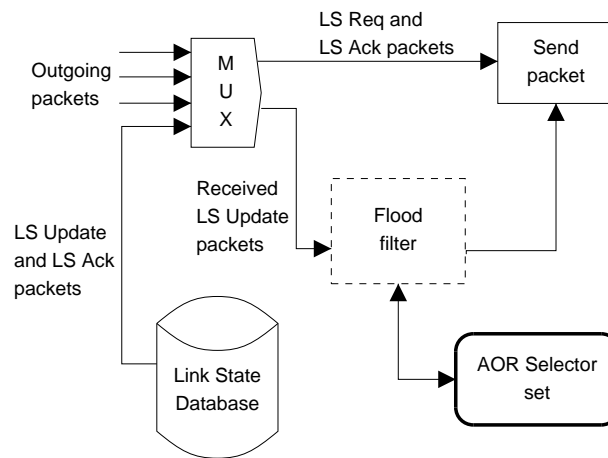 LS Req and
LS Ack packets
Send
packet
Outgoing
packets
M
U
X
Received
LS Update
packets
Flood
filter
LS Update
and LS Ack
packets
Link State
Database
AOR Selector
set